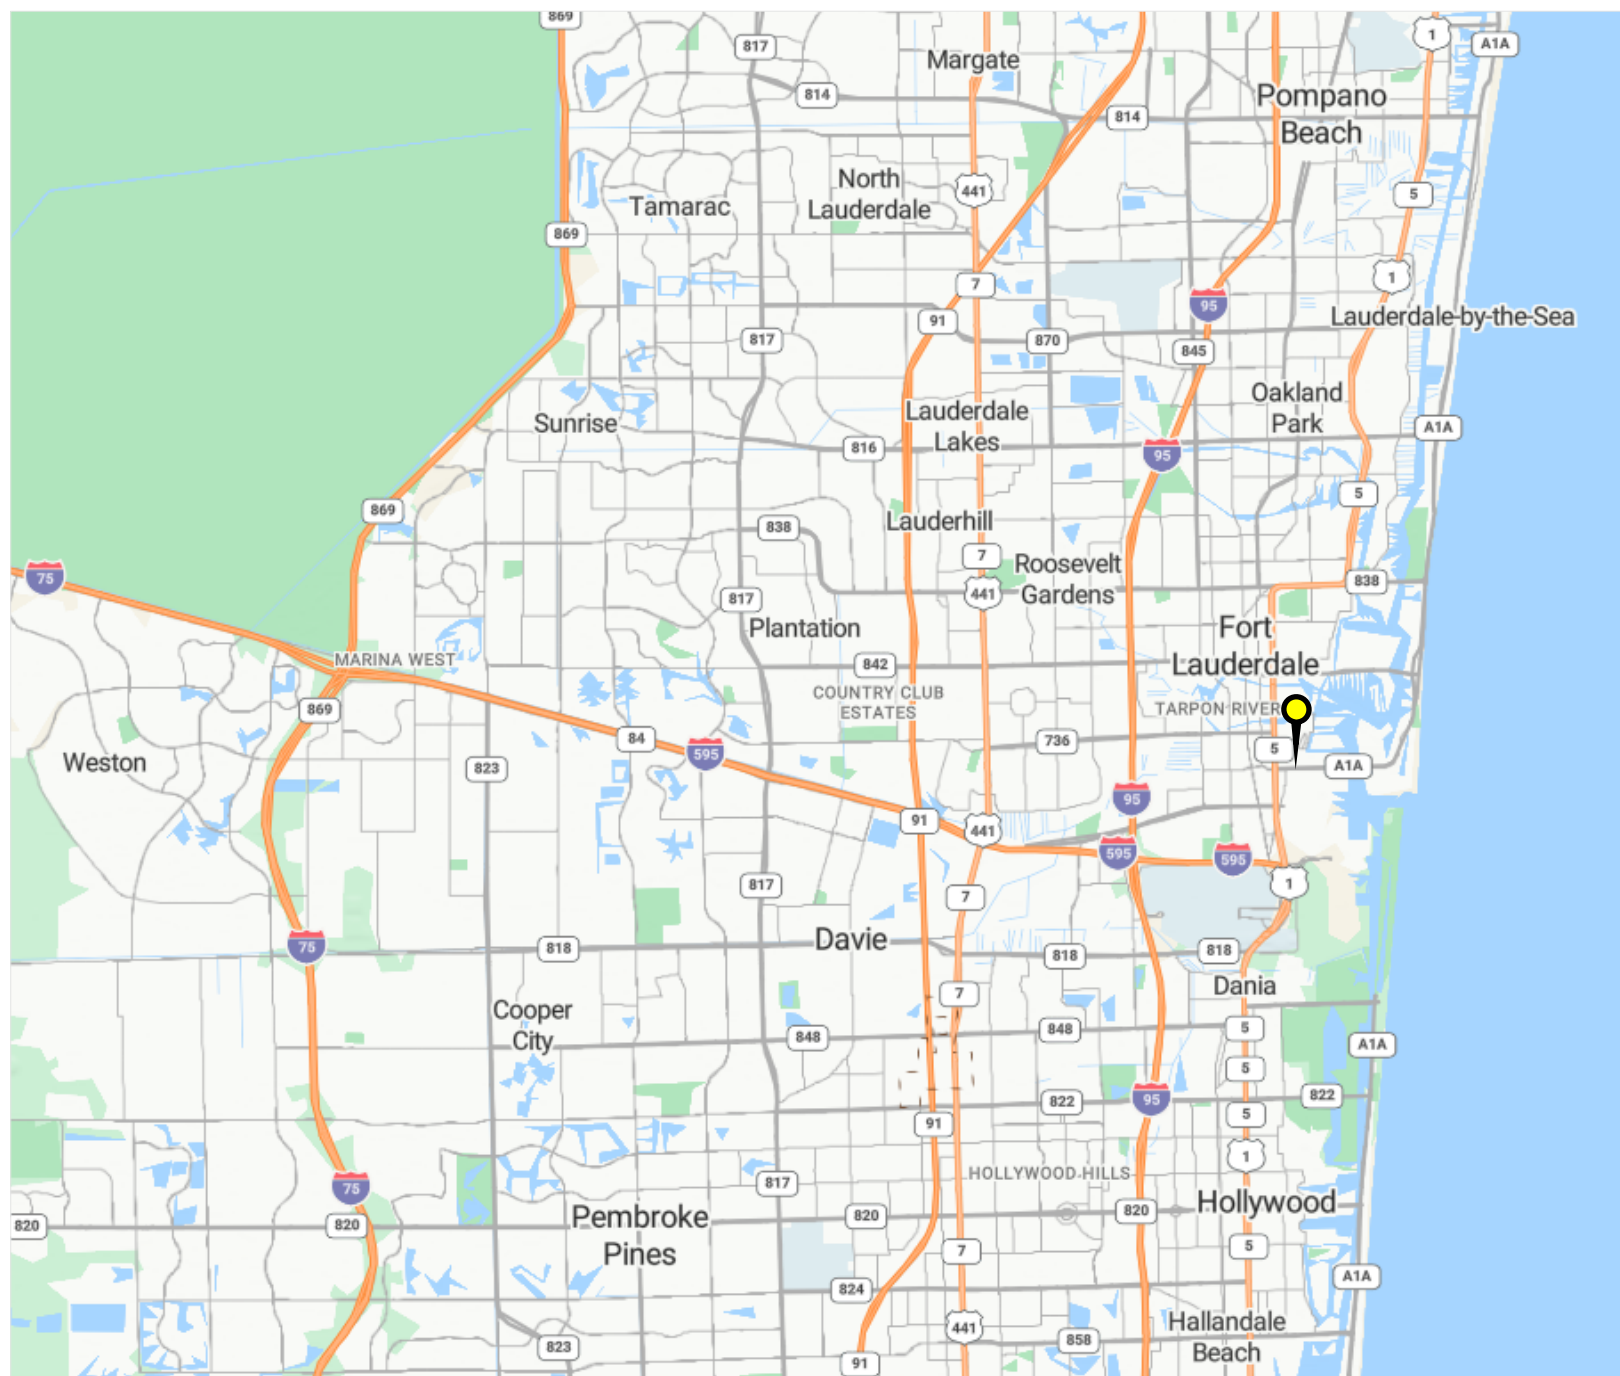 869
817
1
A1A
Margate
814
814
Pompano
Beach
North
Lauderdale
441
5
Tamarac
869
7
1
95
91
Lauderdale-by-the-Sea
817
870
845
Oakland
Park
Lauderdale
Lakes
Sunrise
A1A
816
95
5
869
Lauderhill
838
7
Roosevelt
Gardens
75
838
441
817
Plantation
Fort
Lauderdale
MARINA WEST
842
COUNTRY CLUB
ESTATES
869
TARPON RIVER
84
736
5
595
Weston
823
A1A
95
91
441
595
595
817
7
1
Davie
75
818
818
818
Dania
7
Cooper
City
848
848
5
A1A
5
822
95
822
5
91
1
HOLLYWOOD HILLS
817
75
Hollywood
820
820
Pembroke
Pines
820
820
5
7
A1A
824
Hallandale
Beach
441
858
823
91